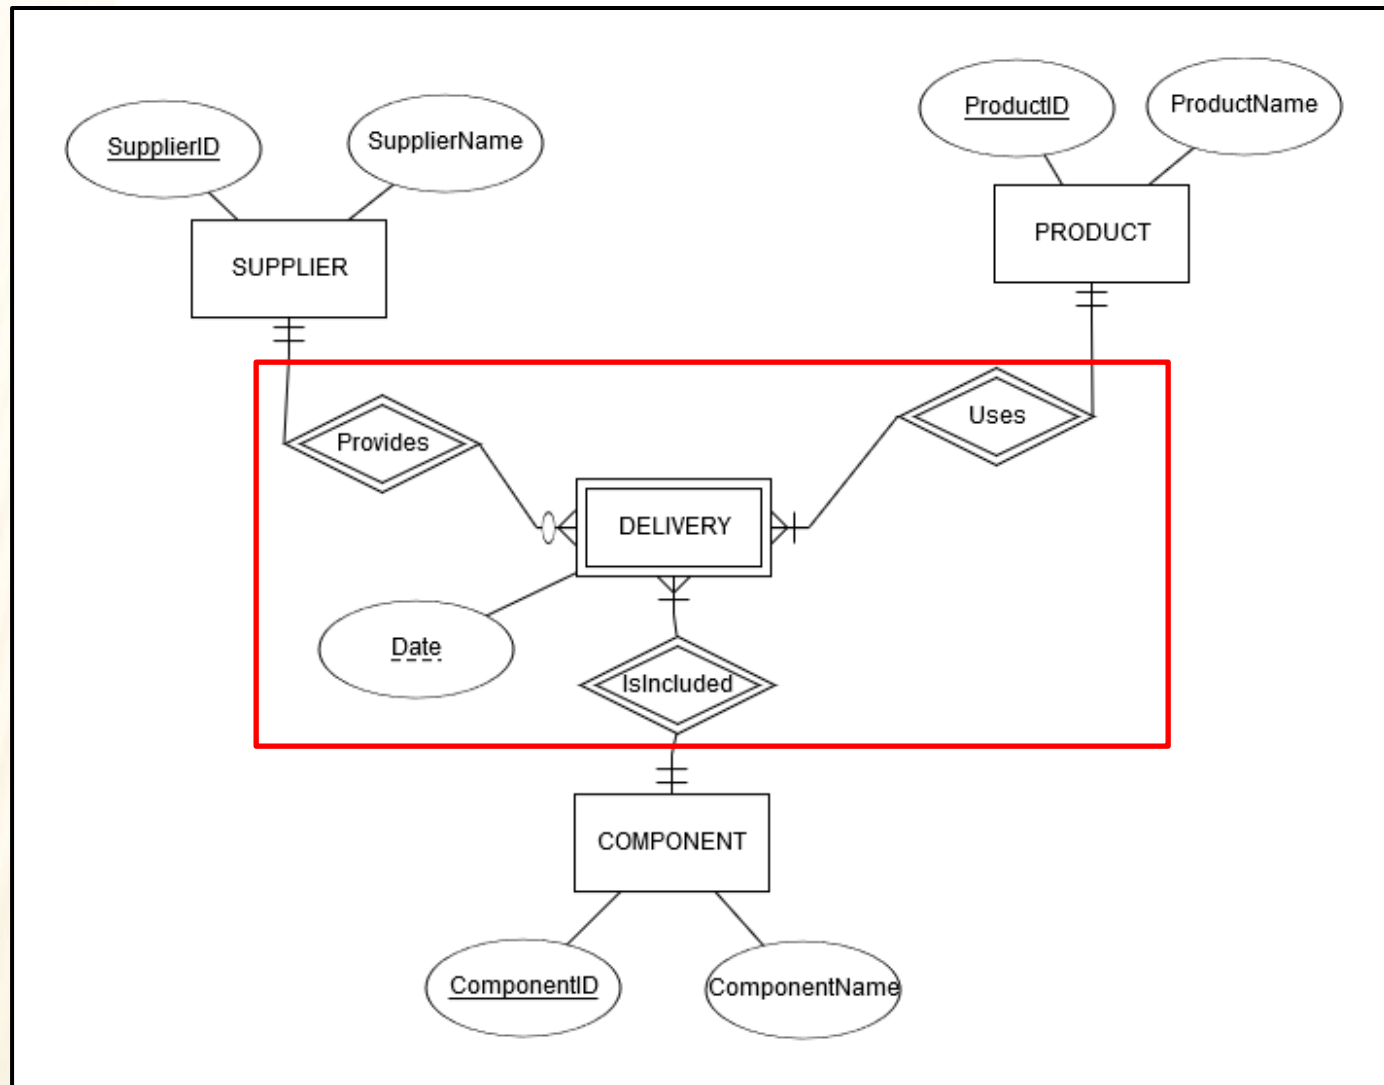 ProductID
ProductName
SupplierID
SupplierName
PRODUCT
SUPPLIER
Uses
Provides
DELIVERY
Date
IsIncluded
COMPONENT
ComponentID
ComponentName